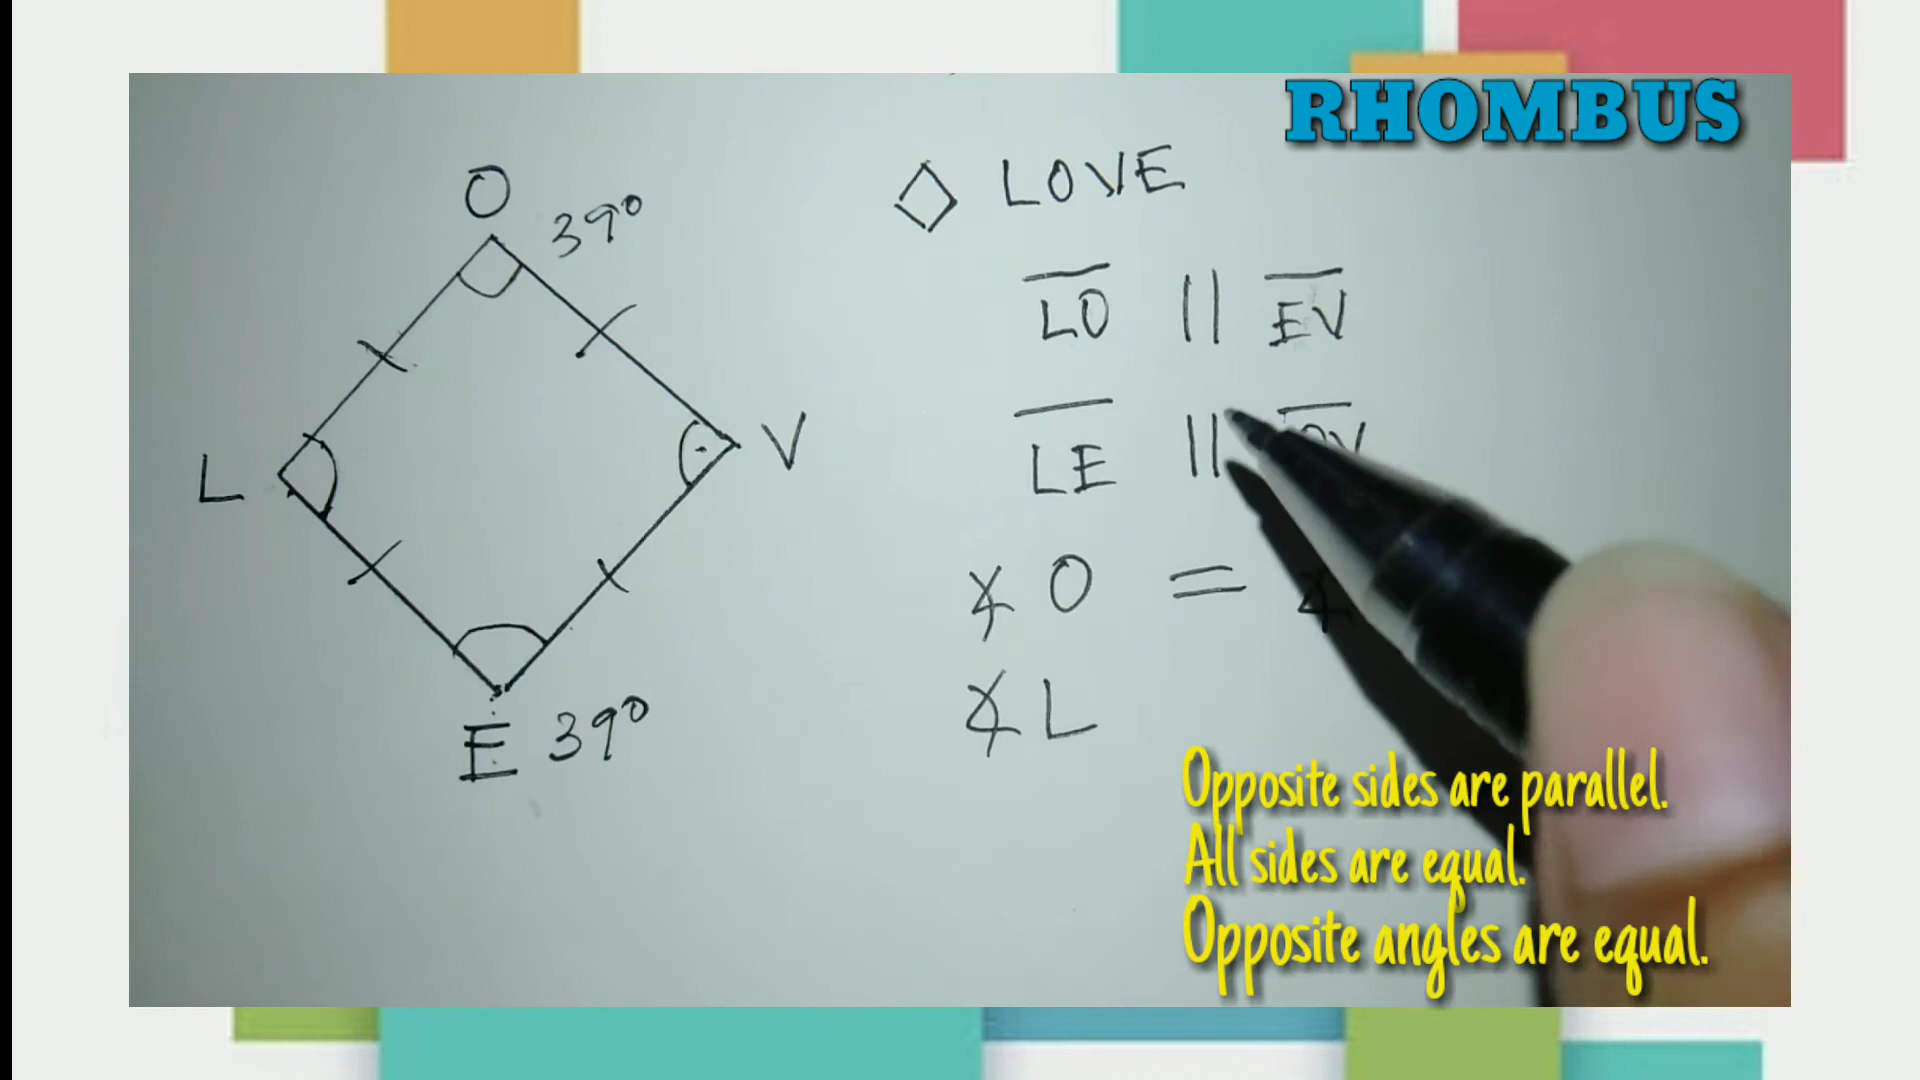 RHOMBUS
O 39°
◇ LOVE
LO || EV
LE ||
L
V
∡ O = ∡
∡ L
E 39°
Opposite sides are parallel.
All sides are equal.
Opposite angles are equal.